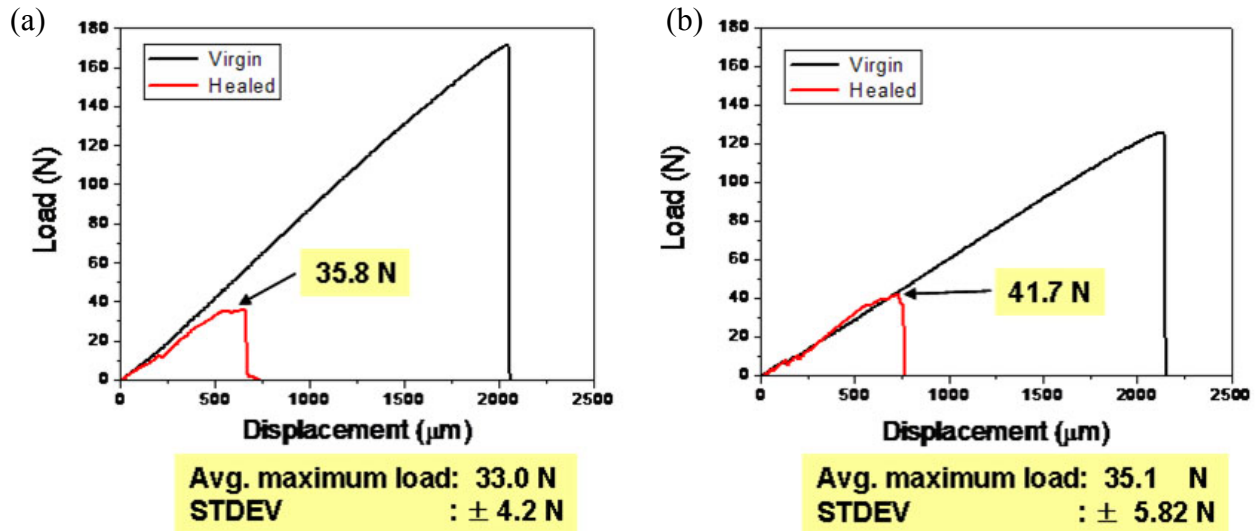 (a)
180
160
140
120
100
80
60
40
20
0
Load (N)
Virgin
Healed
35.8 N
0 500 1000 1500 2000 2500
Displacement (μm)
Avg. maximum load: 33.0 N
STDEV : ± 4.2 N
(b)
180
160
140
120
100
80
60
40
20
0
Load (N)
Virgin
Healed
41.7 N
0 500 1000 1500 2000 2500
Displacement (μm)
Avg. maximum load: 35.1 N
STDEV : ± 5.82 N